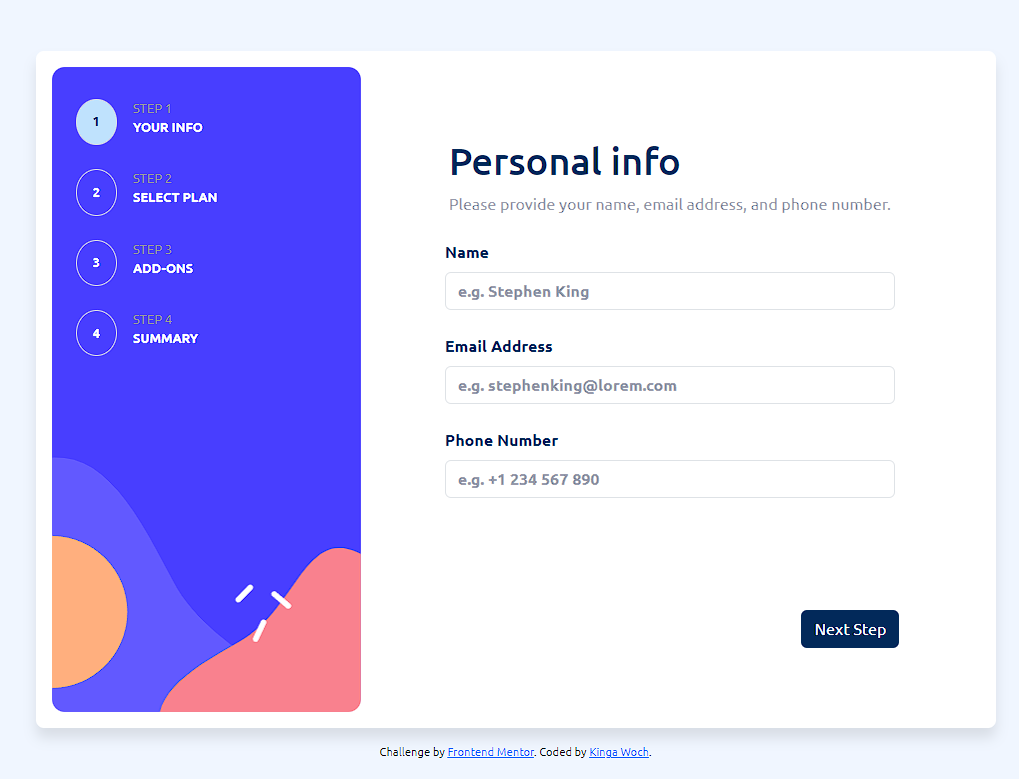 1
STEP 1
YOUR INFO
2
STEP 2
SELECT PLAN
3
STEP 3
ADD-ONS
4
STEP 4
SUMMARY
Personal info
Please provide your name, email address, and phone number.
Name
e.g. Stephen King
Email Address
e.g. stephenking@lorem.com
Phone Number
e.g. +1 234 567 890
Next Step
Challenge by Frontend Mentor. Coded by Kinga Woch.